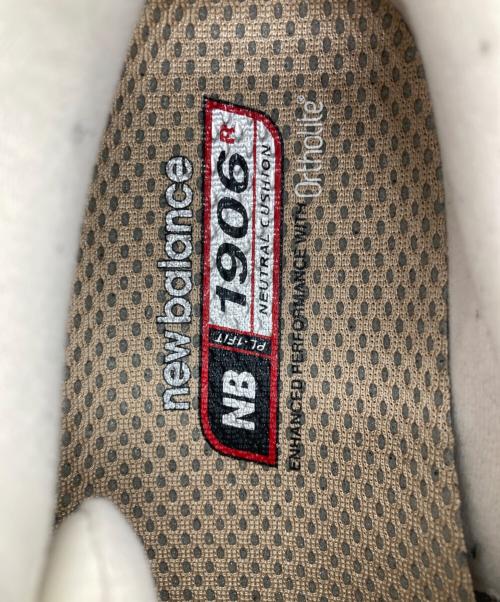 new balance
NB PL-1FIT 1906R
NEUTRAL CUSHION
ENHANCED PERFORMANCE WITH OrthoLite®